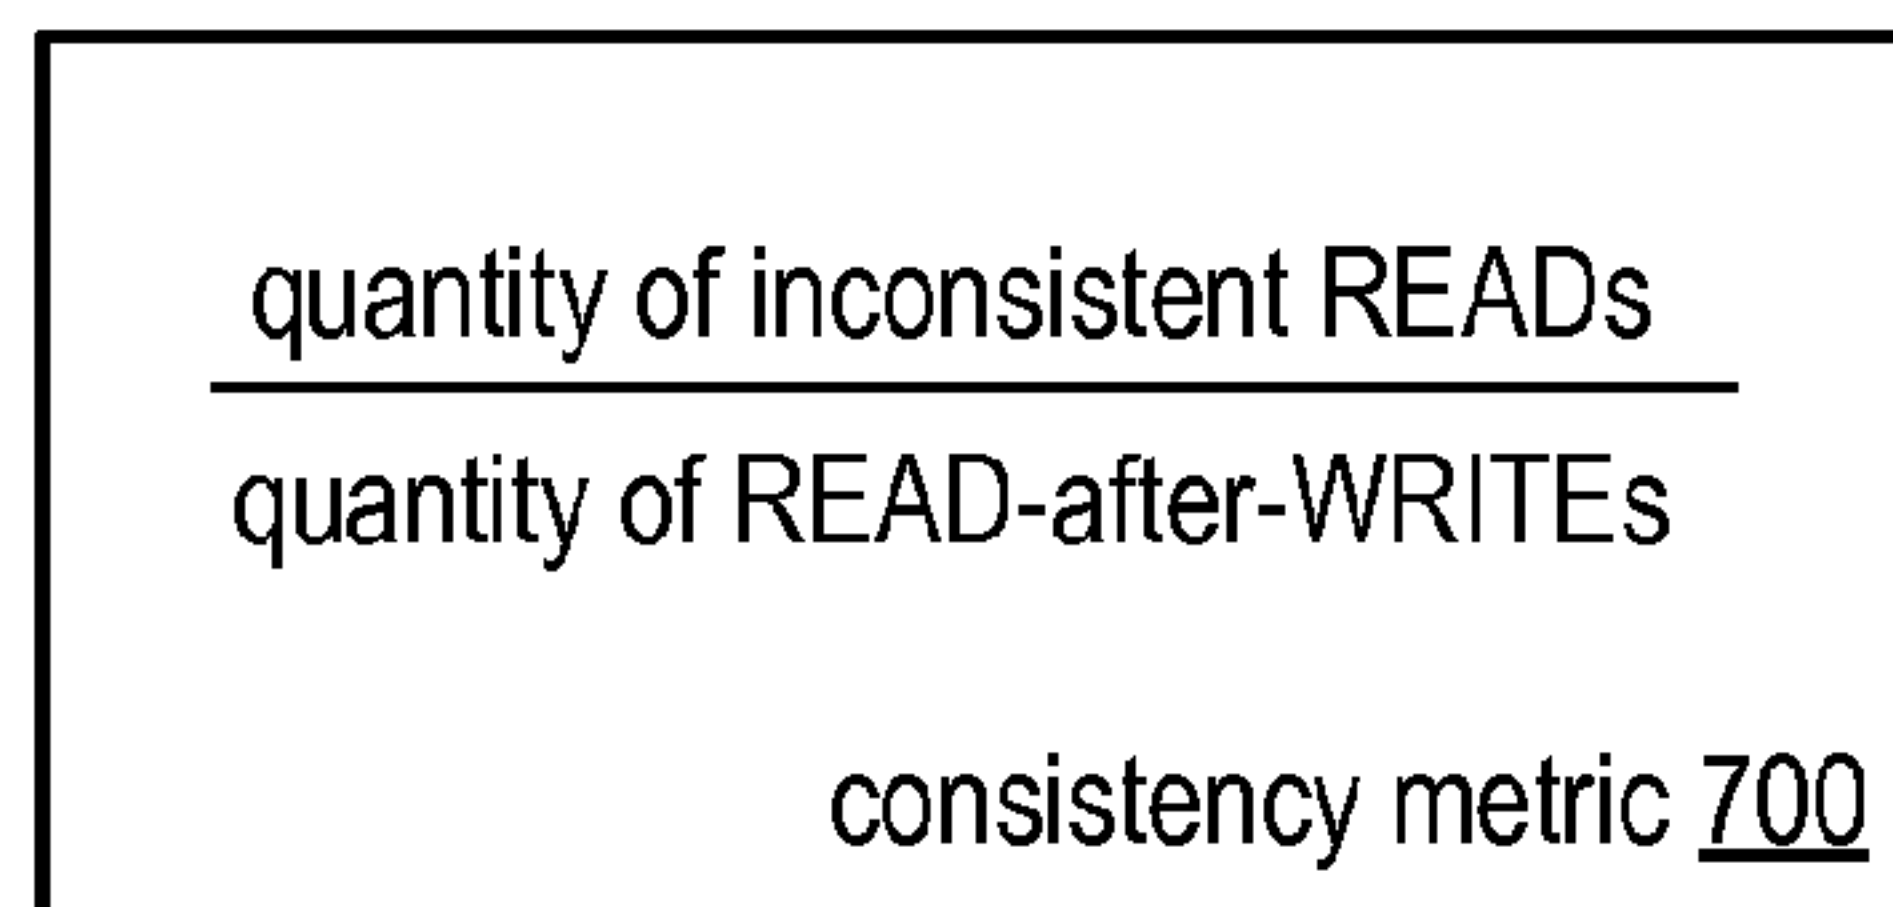 quantity of inconsistent READs
quantity of READ-after-WRITEs
consistency metric 700